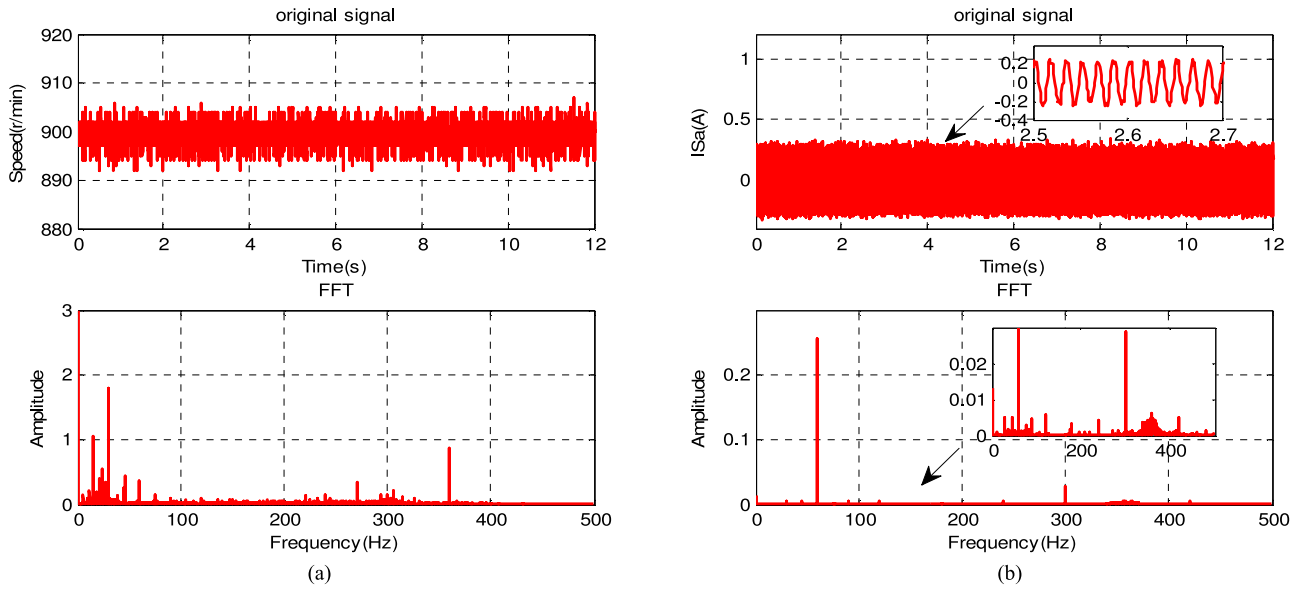 original signal
920
910
900
890
880
Speed(r/min)
0 2 4 6 8 10 12
Time(s)
FFT
3
2
1
0
Amplitude
0 100 200 300 400 500
Frequency(Hz)
(a)
original signal
1
0.5
0
ISa(A)
0.2
0
-0.2
-0.4
2.5 2.6 2.7
0 2 4 6 8 10 12
Time(s)
FFT
0.2
0.1
0
Amplitude
0.02
0.01
0
0 200 400
0 100 200 300 400 500
Frequency(Hz)
(b)